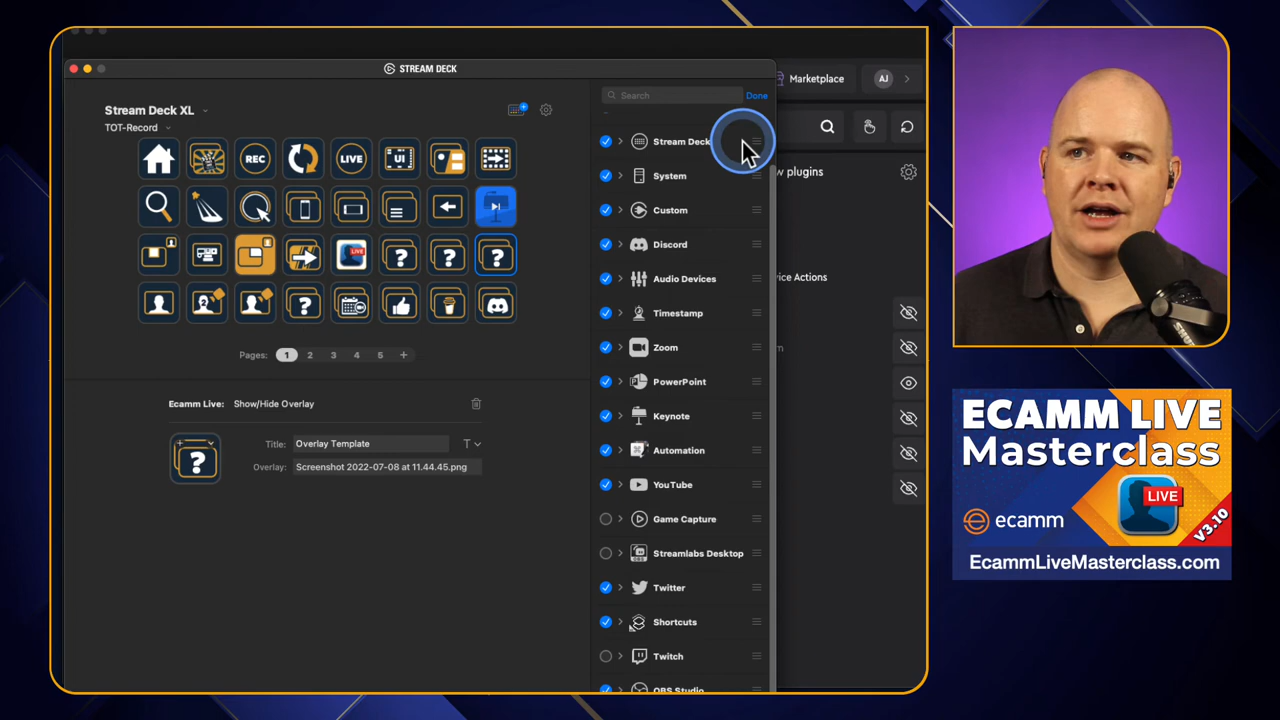 STREAM DECK
Stream Deck XL
TOT-Record
REC
LIVE
UI
LIVE
?
?
?
?
?
Pages: 1 2 3 4 5 +
Ecamm Live: Show/Hide Overlay
?
Title: Overlay Template
T
Overlay: Screenshot 2022-07-08 at 11.44.45.png
Search
Done
Stream Deck
System
Custom
Discord
Audio Devices
Timestamp
Zoom
PowerPoint
Keynote
Automation
YouTube
Game Capture
Streamlabs Desktop
Twitter
Shortcuts
Twitch
OBS Studio
Marketplace
AJ
w plugins
ice Actions
m
ECAMM LIVE
Masterclass
LIVE
ecamm
v3.10
EcammLiveMasterclass.com